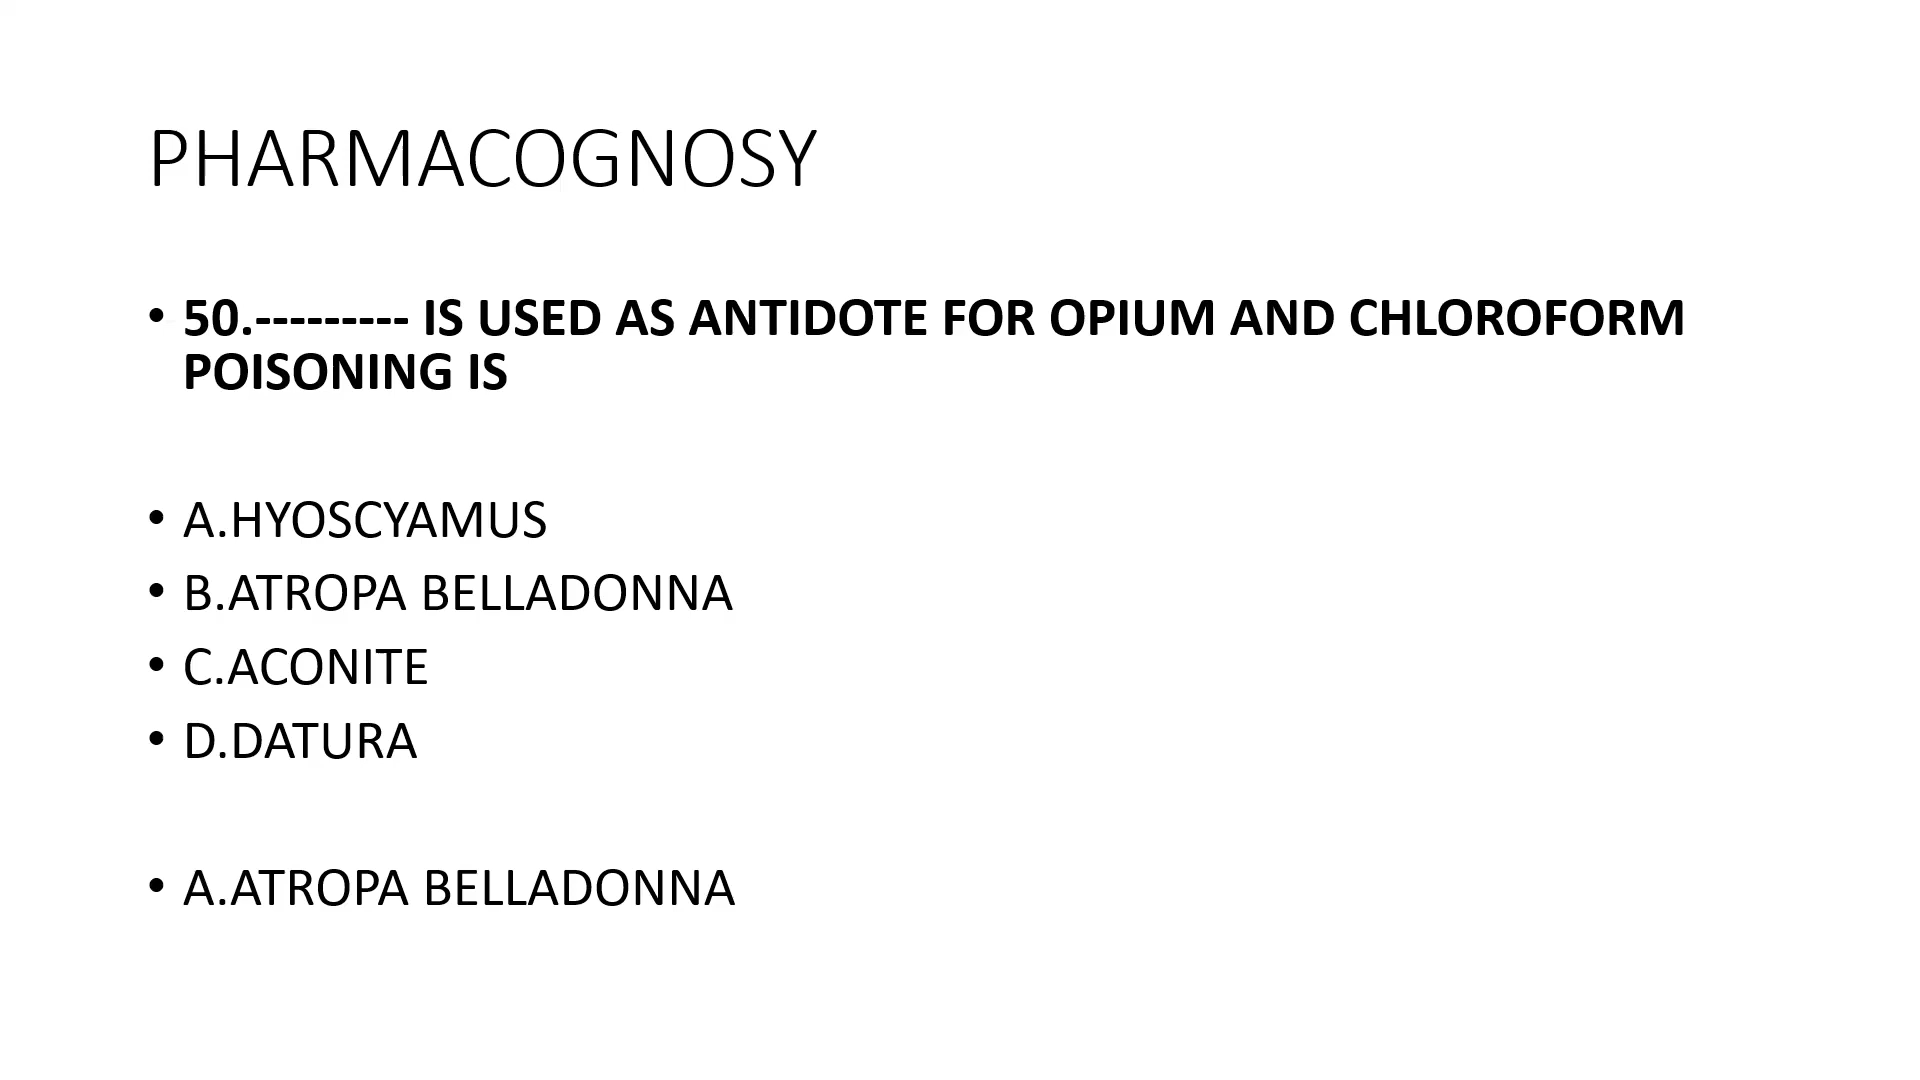 PHARMACOGNOSY
• 50.--------- IS USED AS ANTIDOTE FOR OPIUM AND CHLOROFORM
POISONING IS
• A.HYOSCYAMUS
• B.ATROPA BELLADONNA
• C.ACONITE
• D.DATURA
• A.ATROPA BELLADONNA